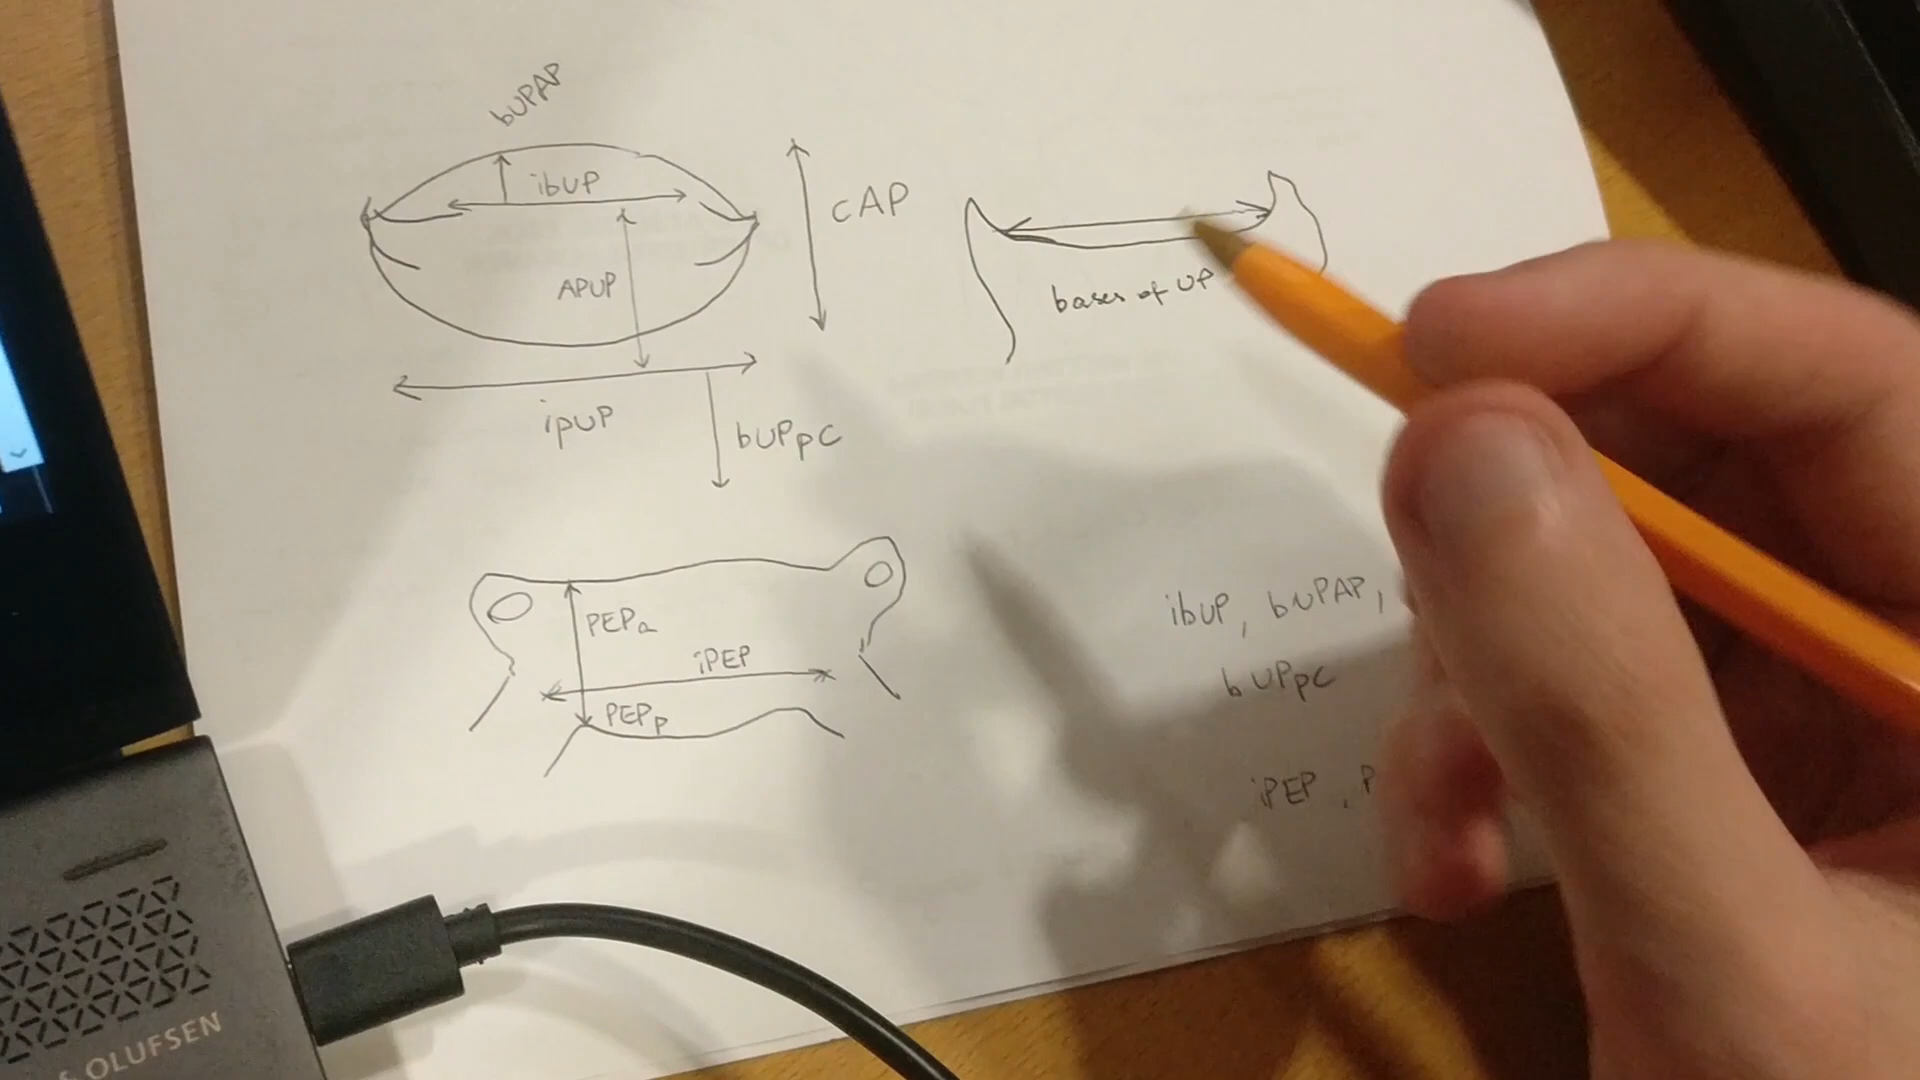 bUPAP
ibUP
cAP
APUP
bases of UP
ipUP
bUPpC
PEPa
iPEP
PEPp
ibUP, bUPAP,
bUPpC
iPEP, P
& OLUFSEN